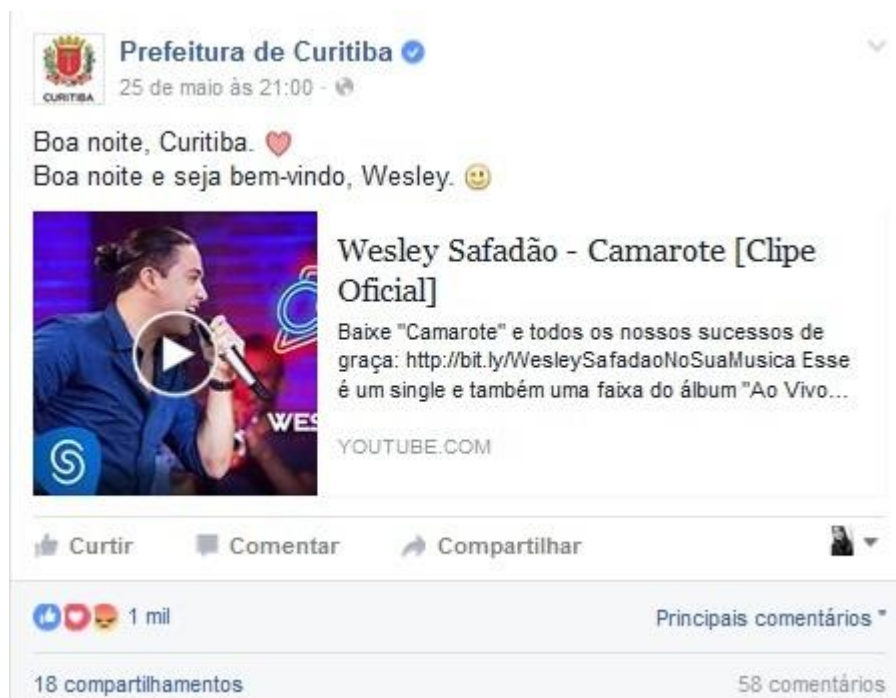 CURITIBA
Prefeitura de Curitiba
25 de maio às 21:00 -
Boa noite, Curitiba.
Boa noite e seja bem-vindo, Wesley.
WES
Wesley Safadão - Camarote [Clipe
Oficial]
Baixe "Camarote" e todos os nossos sucessos de
graça: http://bit.ly/WesleySafadaoNoSuaMusica Esse
é um single e também uma faixa do álbum "Ao Vivo...
YOUTUBE.COM
Curtir Comentar Compartilhar
1 mil Principais comentários
18 compartilhamentos 58 comentários